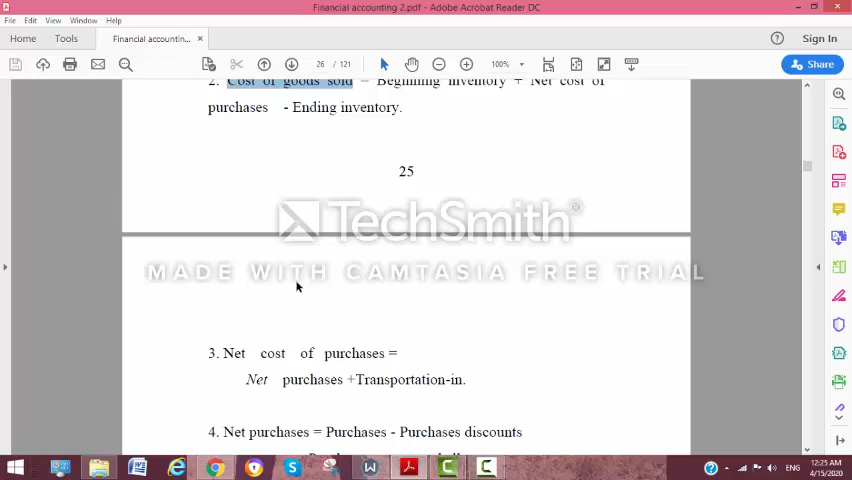 Financial accounting 2.pdf - Adobe Acrobat Reader DC
File Edit View Window Help
Home Tools Financial accountin... × Sign In
26 / 121 100% Share
2. Cost of goods sold = Beginning inventory + Net cost of
purchases - Ending inventory.
25
TechSmith
MADE WITH CAMTASIA FREE TRIAL
3. Net cost of purchases =
Net purchases +Transportation-in.
4. Net purchases = Purchases - Purchases discounts
ENG 12:25 AM
4/15/2020